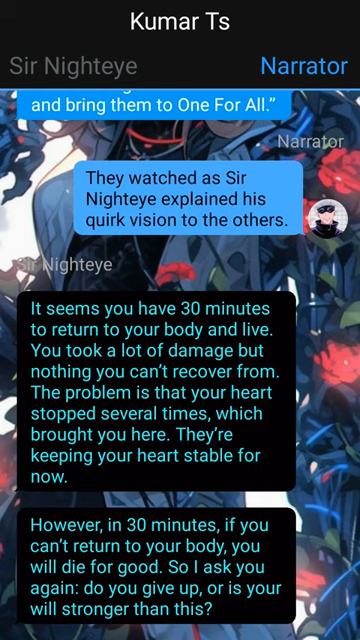 Kumar Ts
Sir Nighteye Narrator
and bring them to One For All.”
Narrator
They watched as Sir
Nighteye explained his
quirk vision to the others.
Sir Nighteye
It seems you have 30 minutes
to return to your body and live.
You took a lot of damage but
nothing you can’t recover from.
The problem is that your heart
stopped several times, which
brought you here. They’re
keeping your heart stable for
now.
However, in 30 minutes, if you
can’t return to your body, you
will die for good. So I ask you
again: do you give up, or is your
will stronger than this?